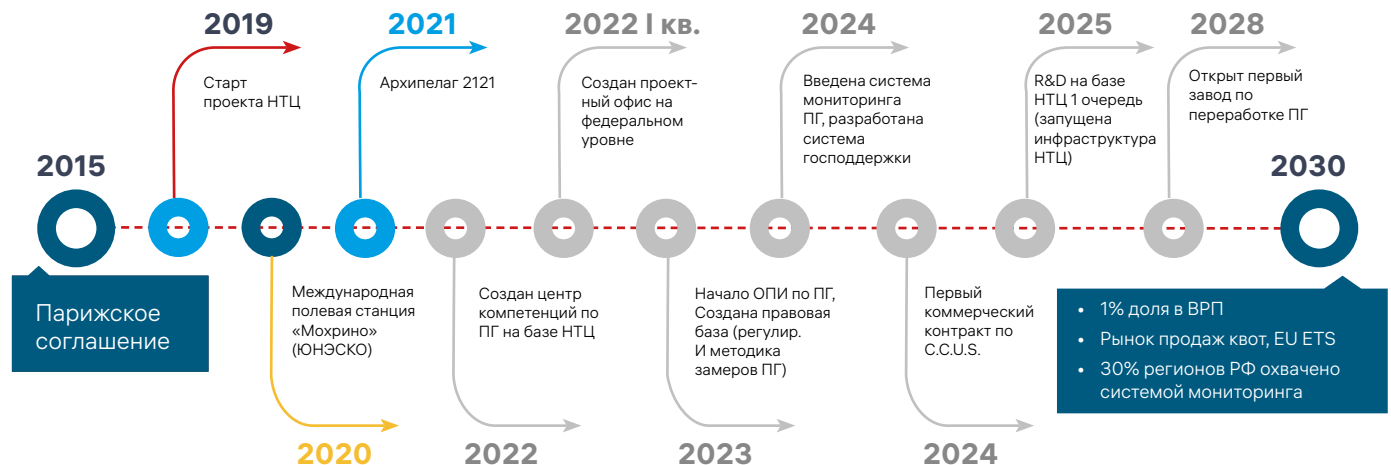 2015
Парижское
соглашение
2019
Старт
проекта НТЦ
Международная
полевая станция
«Мохрино»
(ЮНЭСКО)
2020
2021
Архипелаг 2121
Создан центр
компетенций по
ПГ на базе НТЦ
2022
2022 I кв.
Создан проект-
ный офис на
федеральном
уровне
Начало ОПИ по ПГ,
Создана правовая
база (регулир.
И методика
замеров ПГ)
2023
2024
Введена система
мониторинга
ПГ, разработана
система
господдержки
Первый
коммерческий
контракт по
C.C.U.S.
2024
2025
R&D на базе
НТЦ 1 очередь
(запущена
инфраструктура
НТЦ)
2028
Открыт первый
завод по
переработке ПГ
2030
• 1% доля в ВРП
• Рынок продаж квот, EU ETS
• 30% регионов РФ охвачено
системой мониторинга